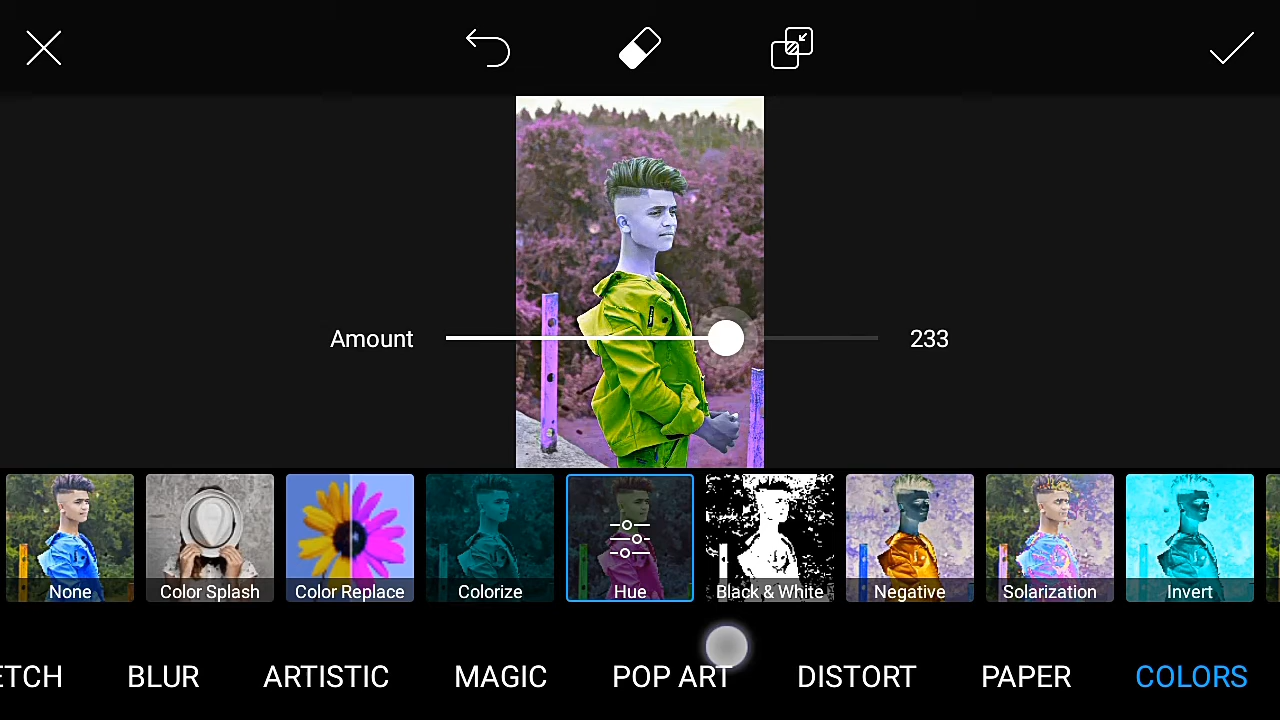 Amount 233
None Color Splash Color Replace Colorize Hue Black & White Negative Solarization Invert
ETCH BLUR ARTISTIC MAGIC POP ART DISTORT PAPER COLORS